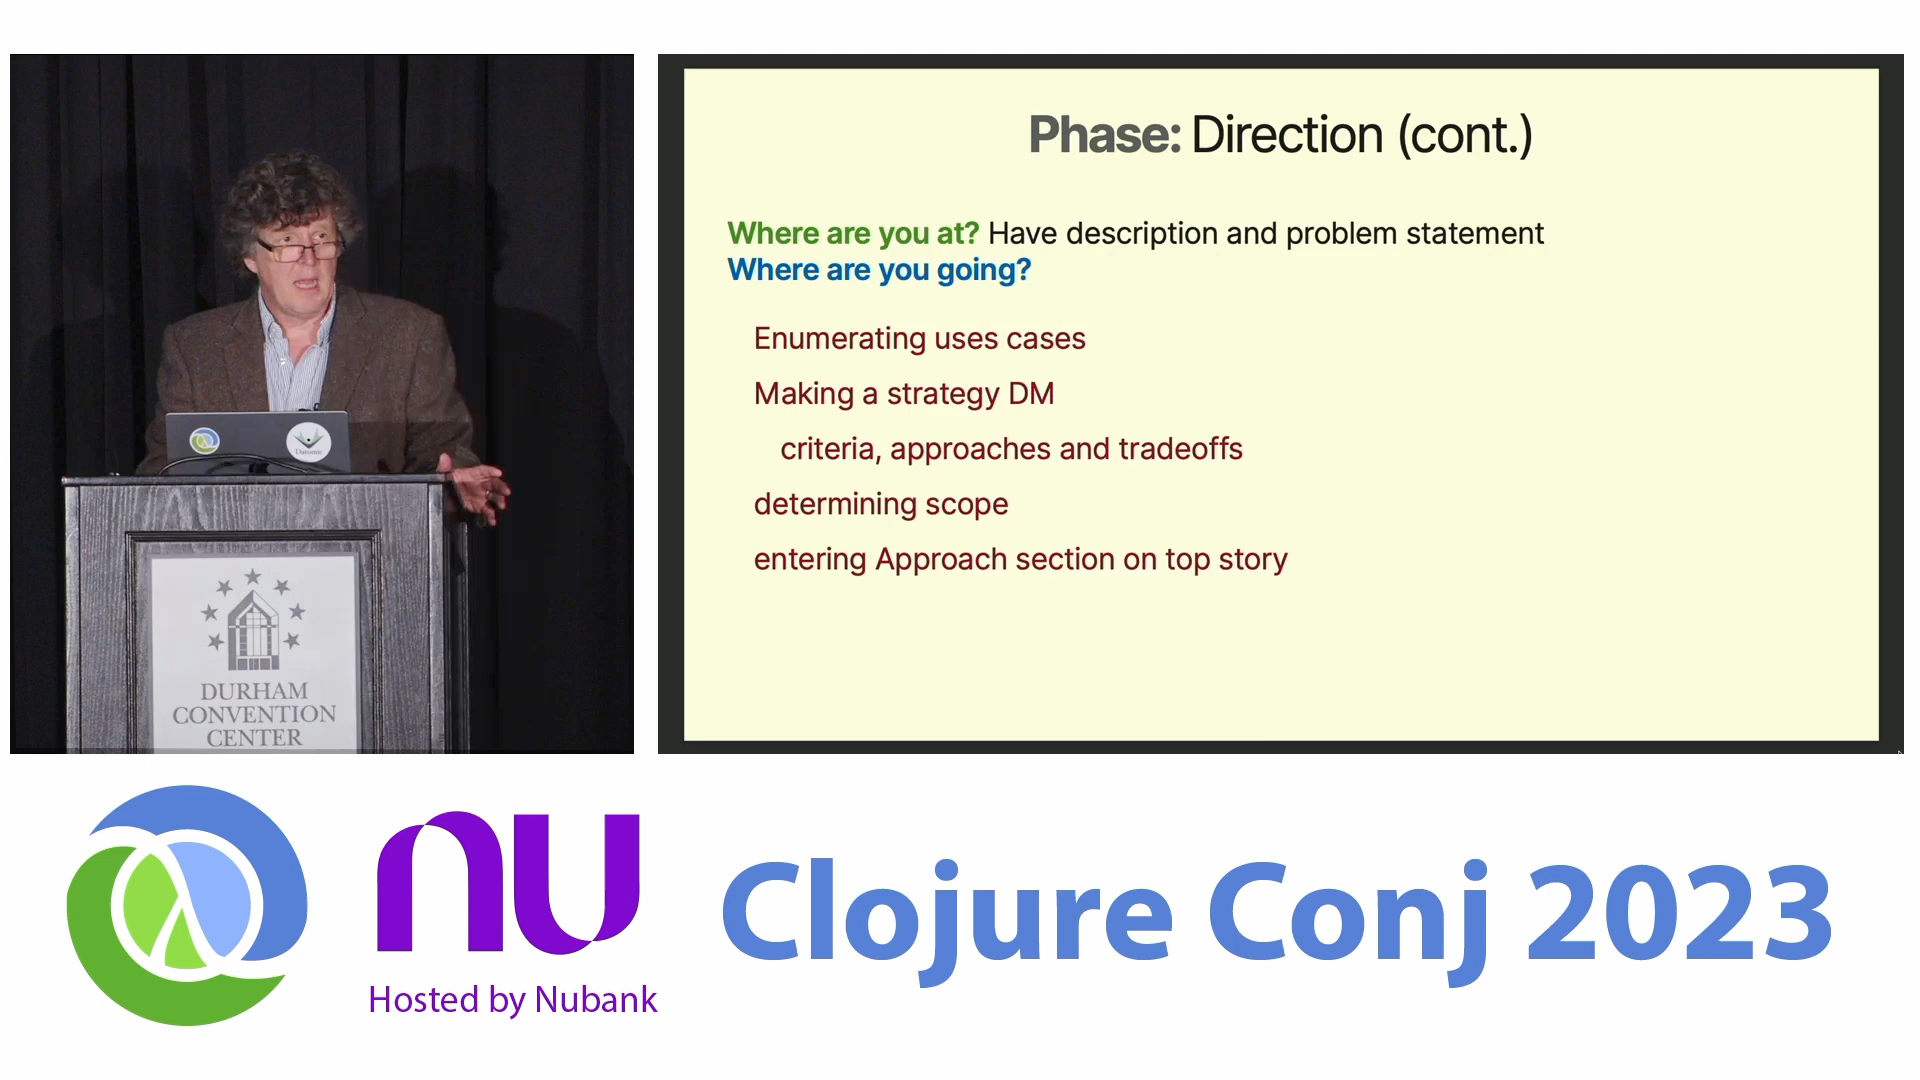 Phase: Direction (cont.)
Where are you at? Have description and problem statement
Where are you going?
Enumerating uses cases
Making a strategy DM
criteria, approaches and tradeoffs
determining scope
entering Approach section on top story
Datomic
DURHAM
CONVENTION
CENTER
nu
Hosted by Nubank
Clojure Conj 2023